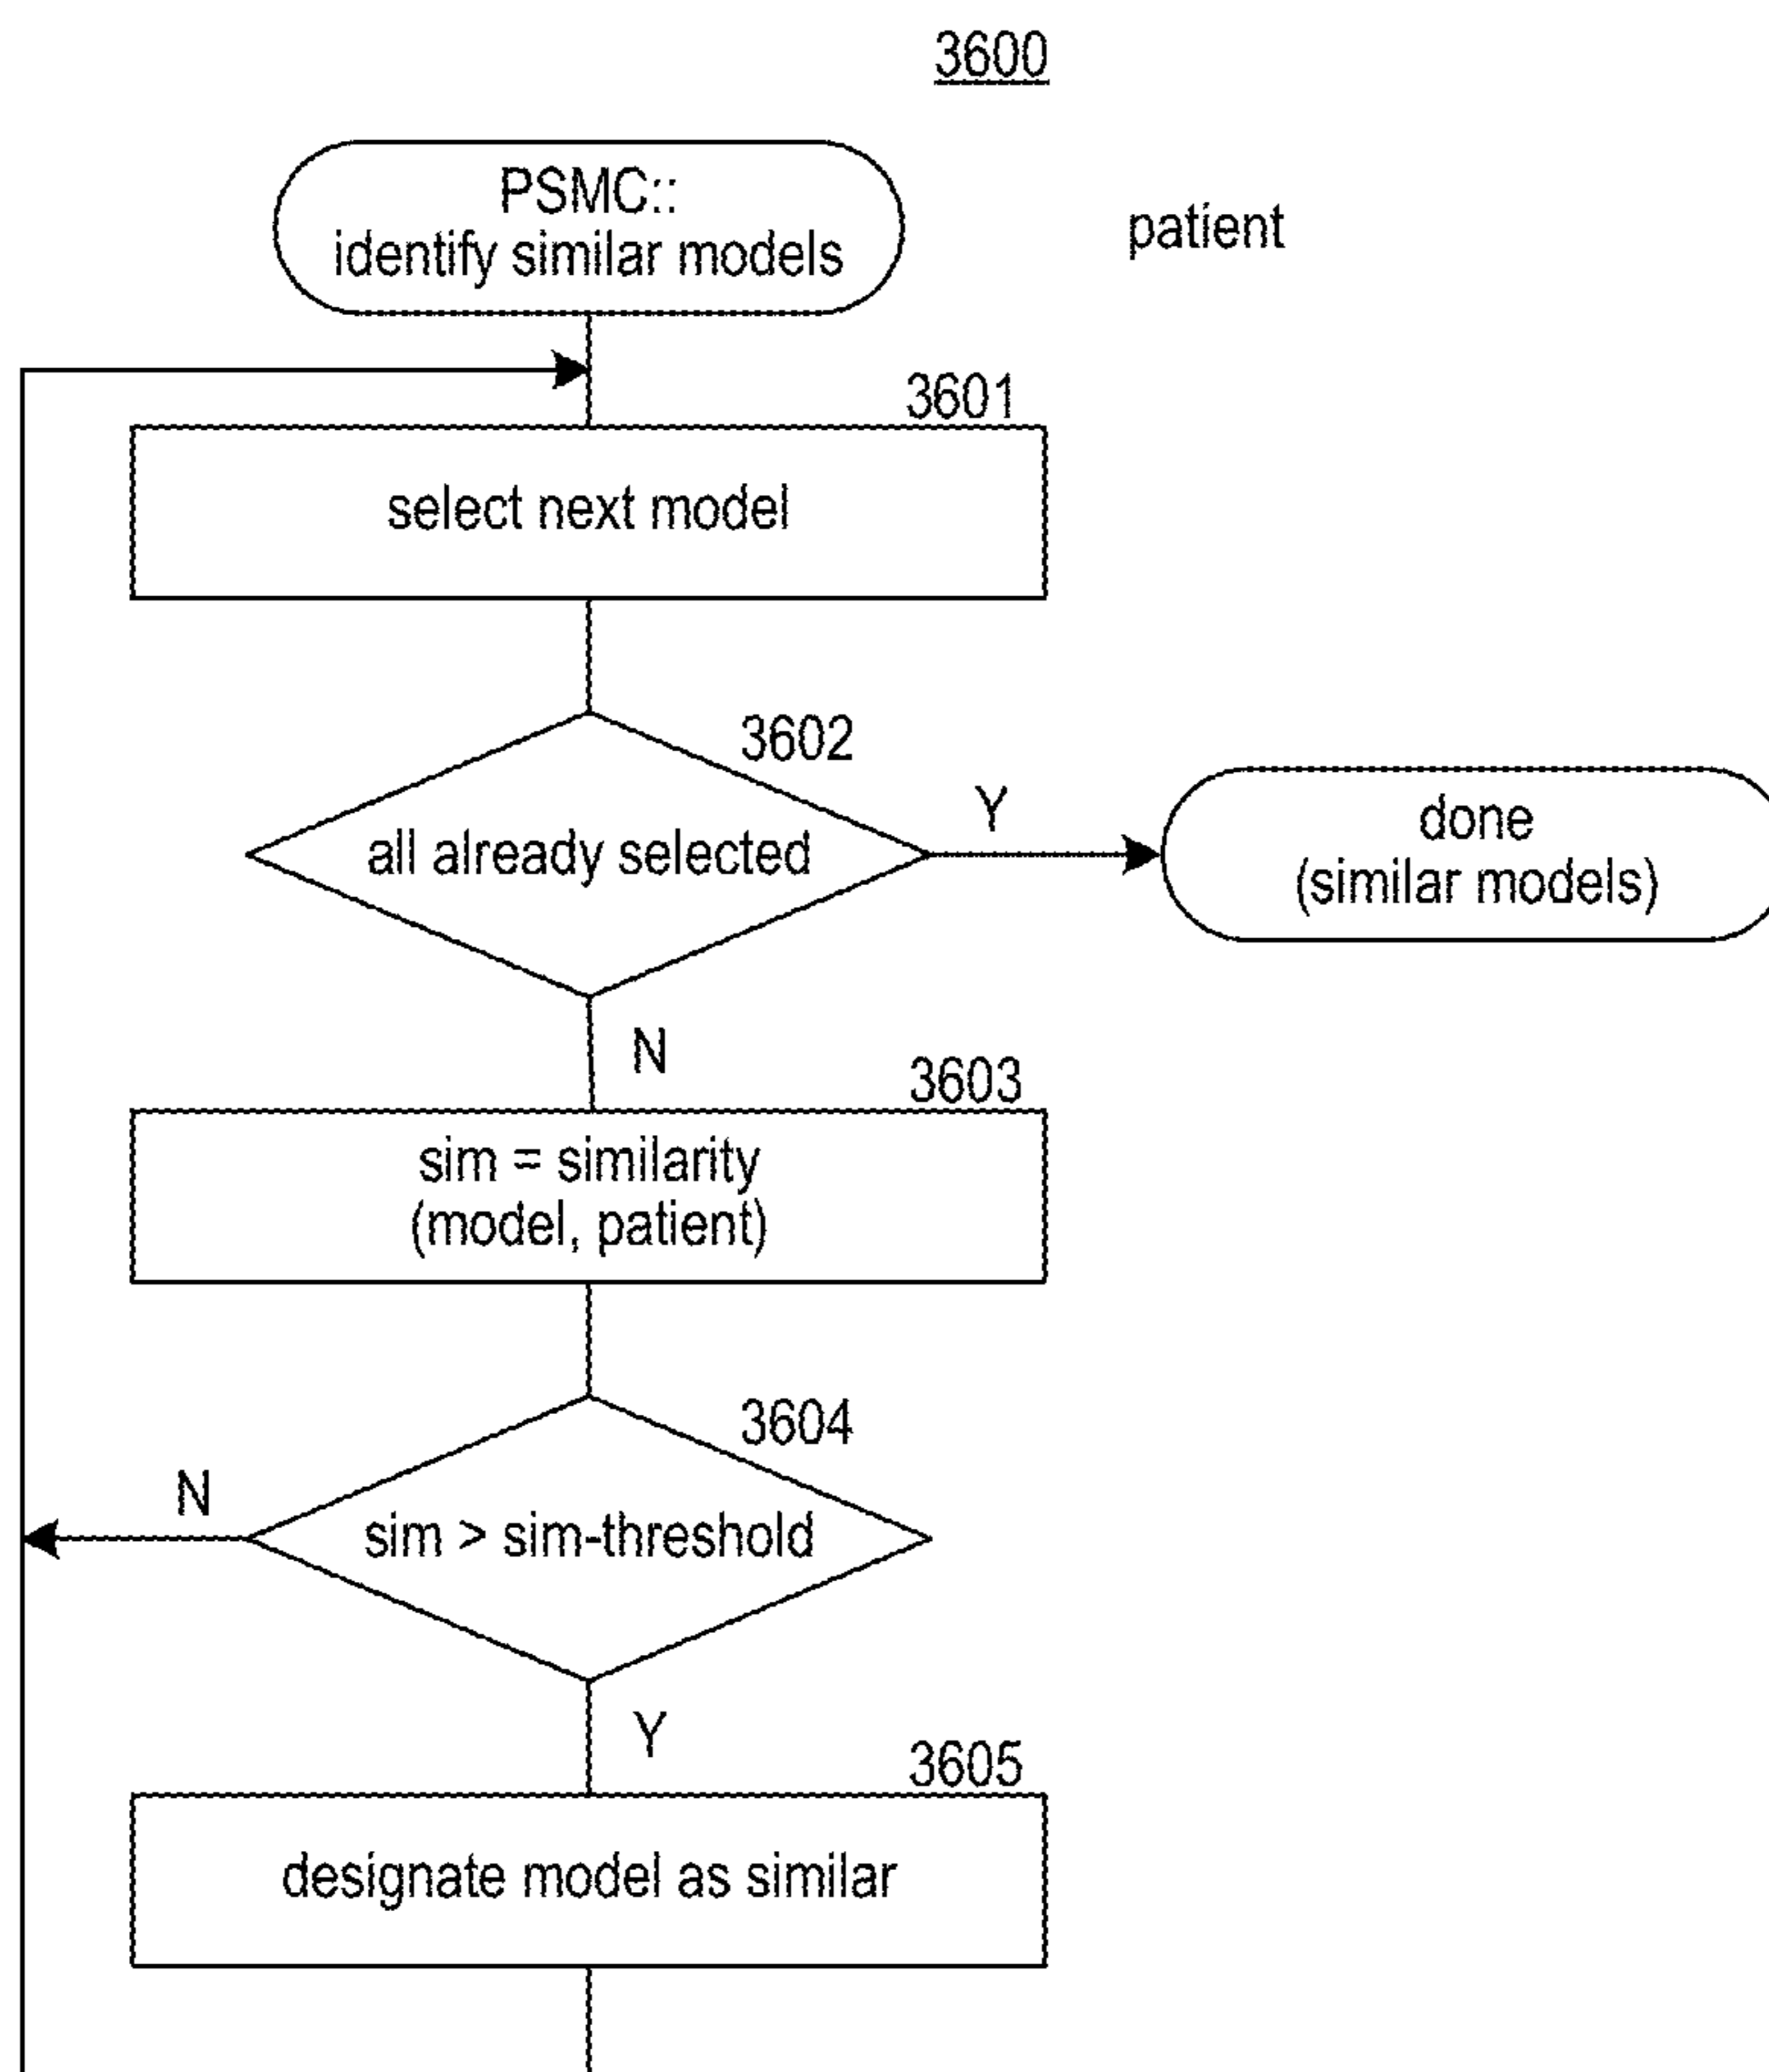 3600
PSMC::
identify similar models
patient
3601
select next model
3602
all already selected
Y
done
(similar models)
N
3603
sim = similarity
(model, patient)
3604
N
sim > sim-threshold
Y
3605
designate model as similar